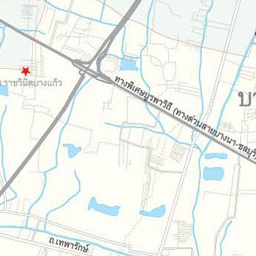 ร.ราชวินิตบางแก้ว
ทางพิเศษบูรพาวิถี (ทางด่วนสายบางนา-ชลบุรี
บา
ถ.เทพารักษ์